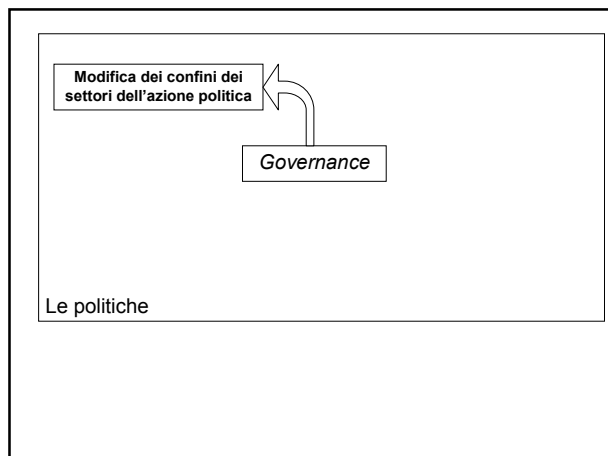 Modifica dei confini dei
settori dell'azione politica
Governance
Le politiche